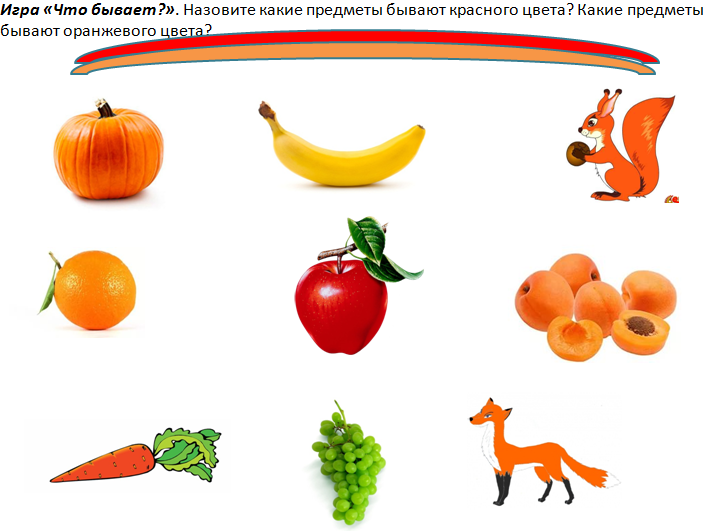 Игра «Что бывает?». Назовите какие предметы бывают красного цвета? Какие предметы
бывают оранжевого цвета?